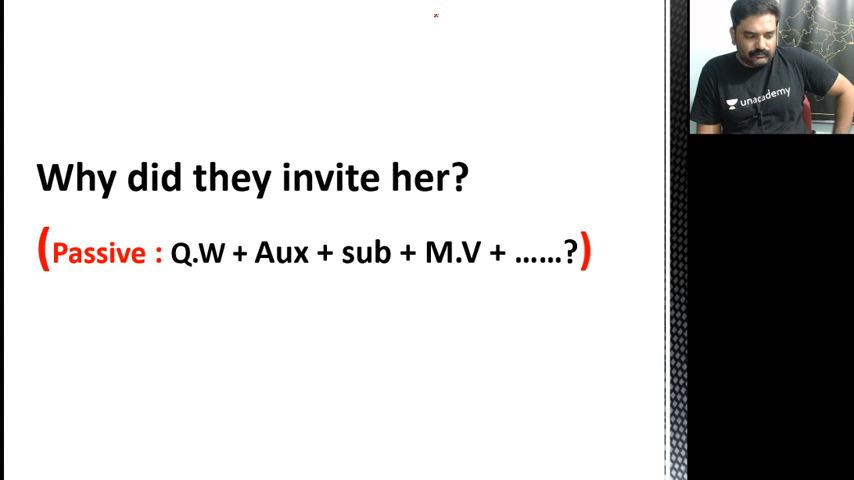 Why did they invite her?
(Passive : Q.W + Aux + sub + M.V + ......?)
unacademy